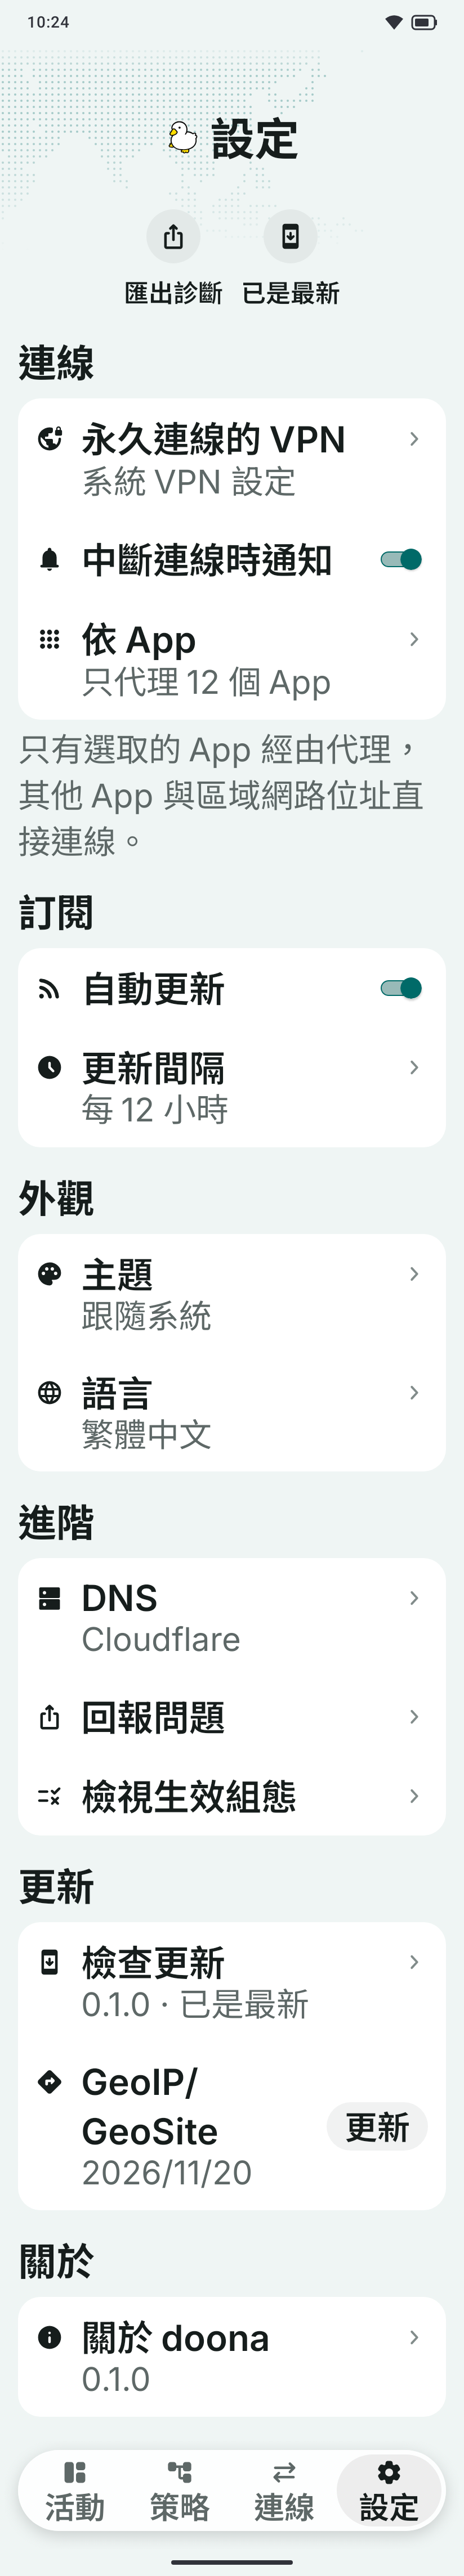 10:24
設定
匯出診斷
已是最新
連線
永久連線的 VPN
系統 VPN 設定
中斷連線時通知
依 App
只代理 12 個 App
只有選取的 App 經由代理，
其他 App 與區域網路位址直
接連線。
訂閱
自動更新
更新間隔
每 12 小時
外觀
主題
跟隨系統
語言
繁體中文
進階
DNS
Cloudflare
回報問題
檢視生效組態
更新
檢查更新
0.1.0 · 已是最新
GeoIP/
GeoSite
更新
2026/11/20
關於
關於 doona
0.1.0
活動
策略
連線
設定